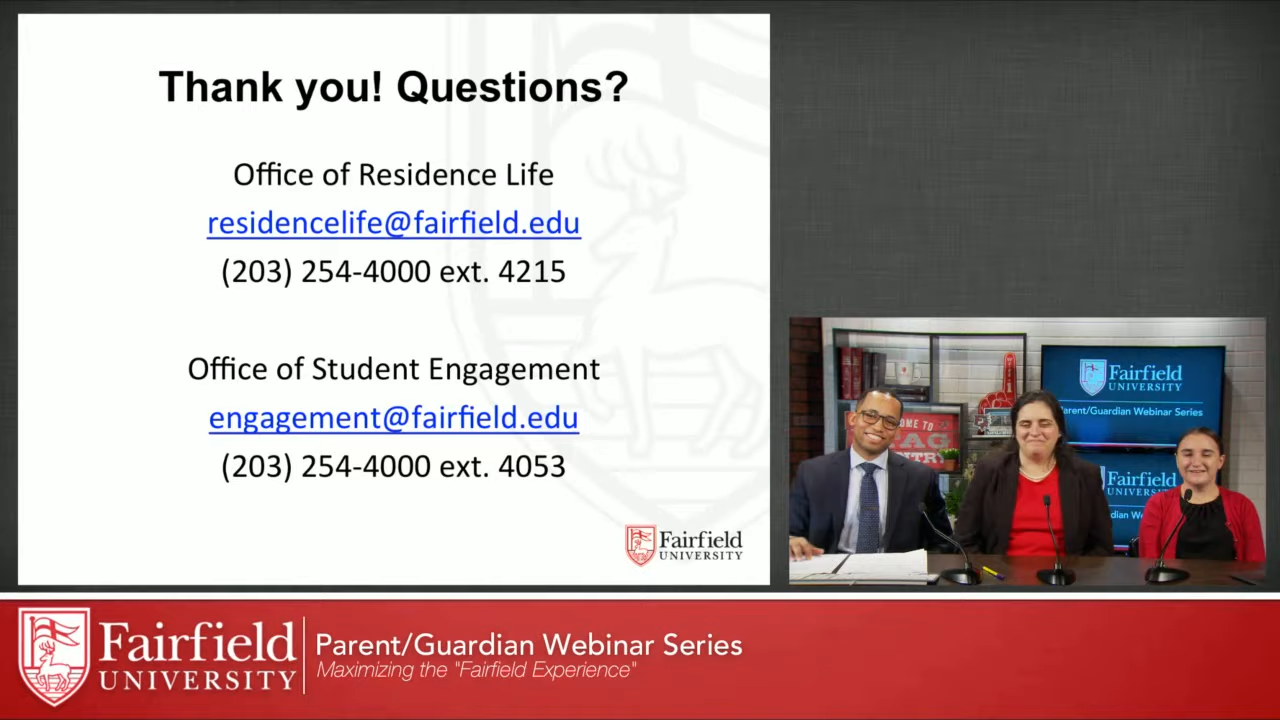 Thank you! Questions?
Office of Residence Life
residencelife@fairfield.edu
(203) 254-4000 ext. 4215
Office of Student Engagement
engagement@fairfield.edu
(203) 254-4000 ext. 4053
Fairfield
UNIVERSITY
Fairfield
UNIVERSITY
Parent/Guardian Webinar Series
Fairfield
UNIVERSITY
Fairfield
UNIVERSITY
Parent/Guardian Webinar Series
Maximizing the "Fairfield Experience"